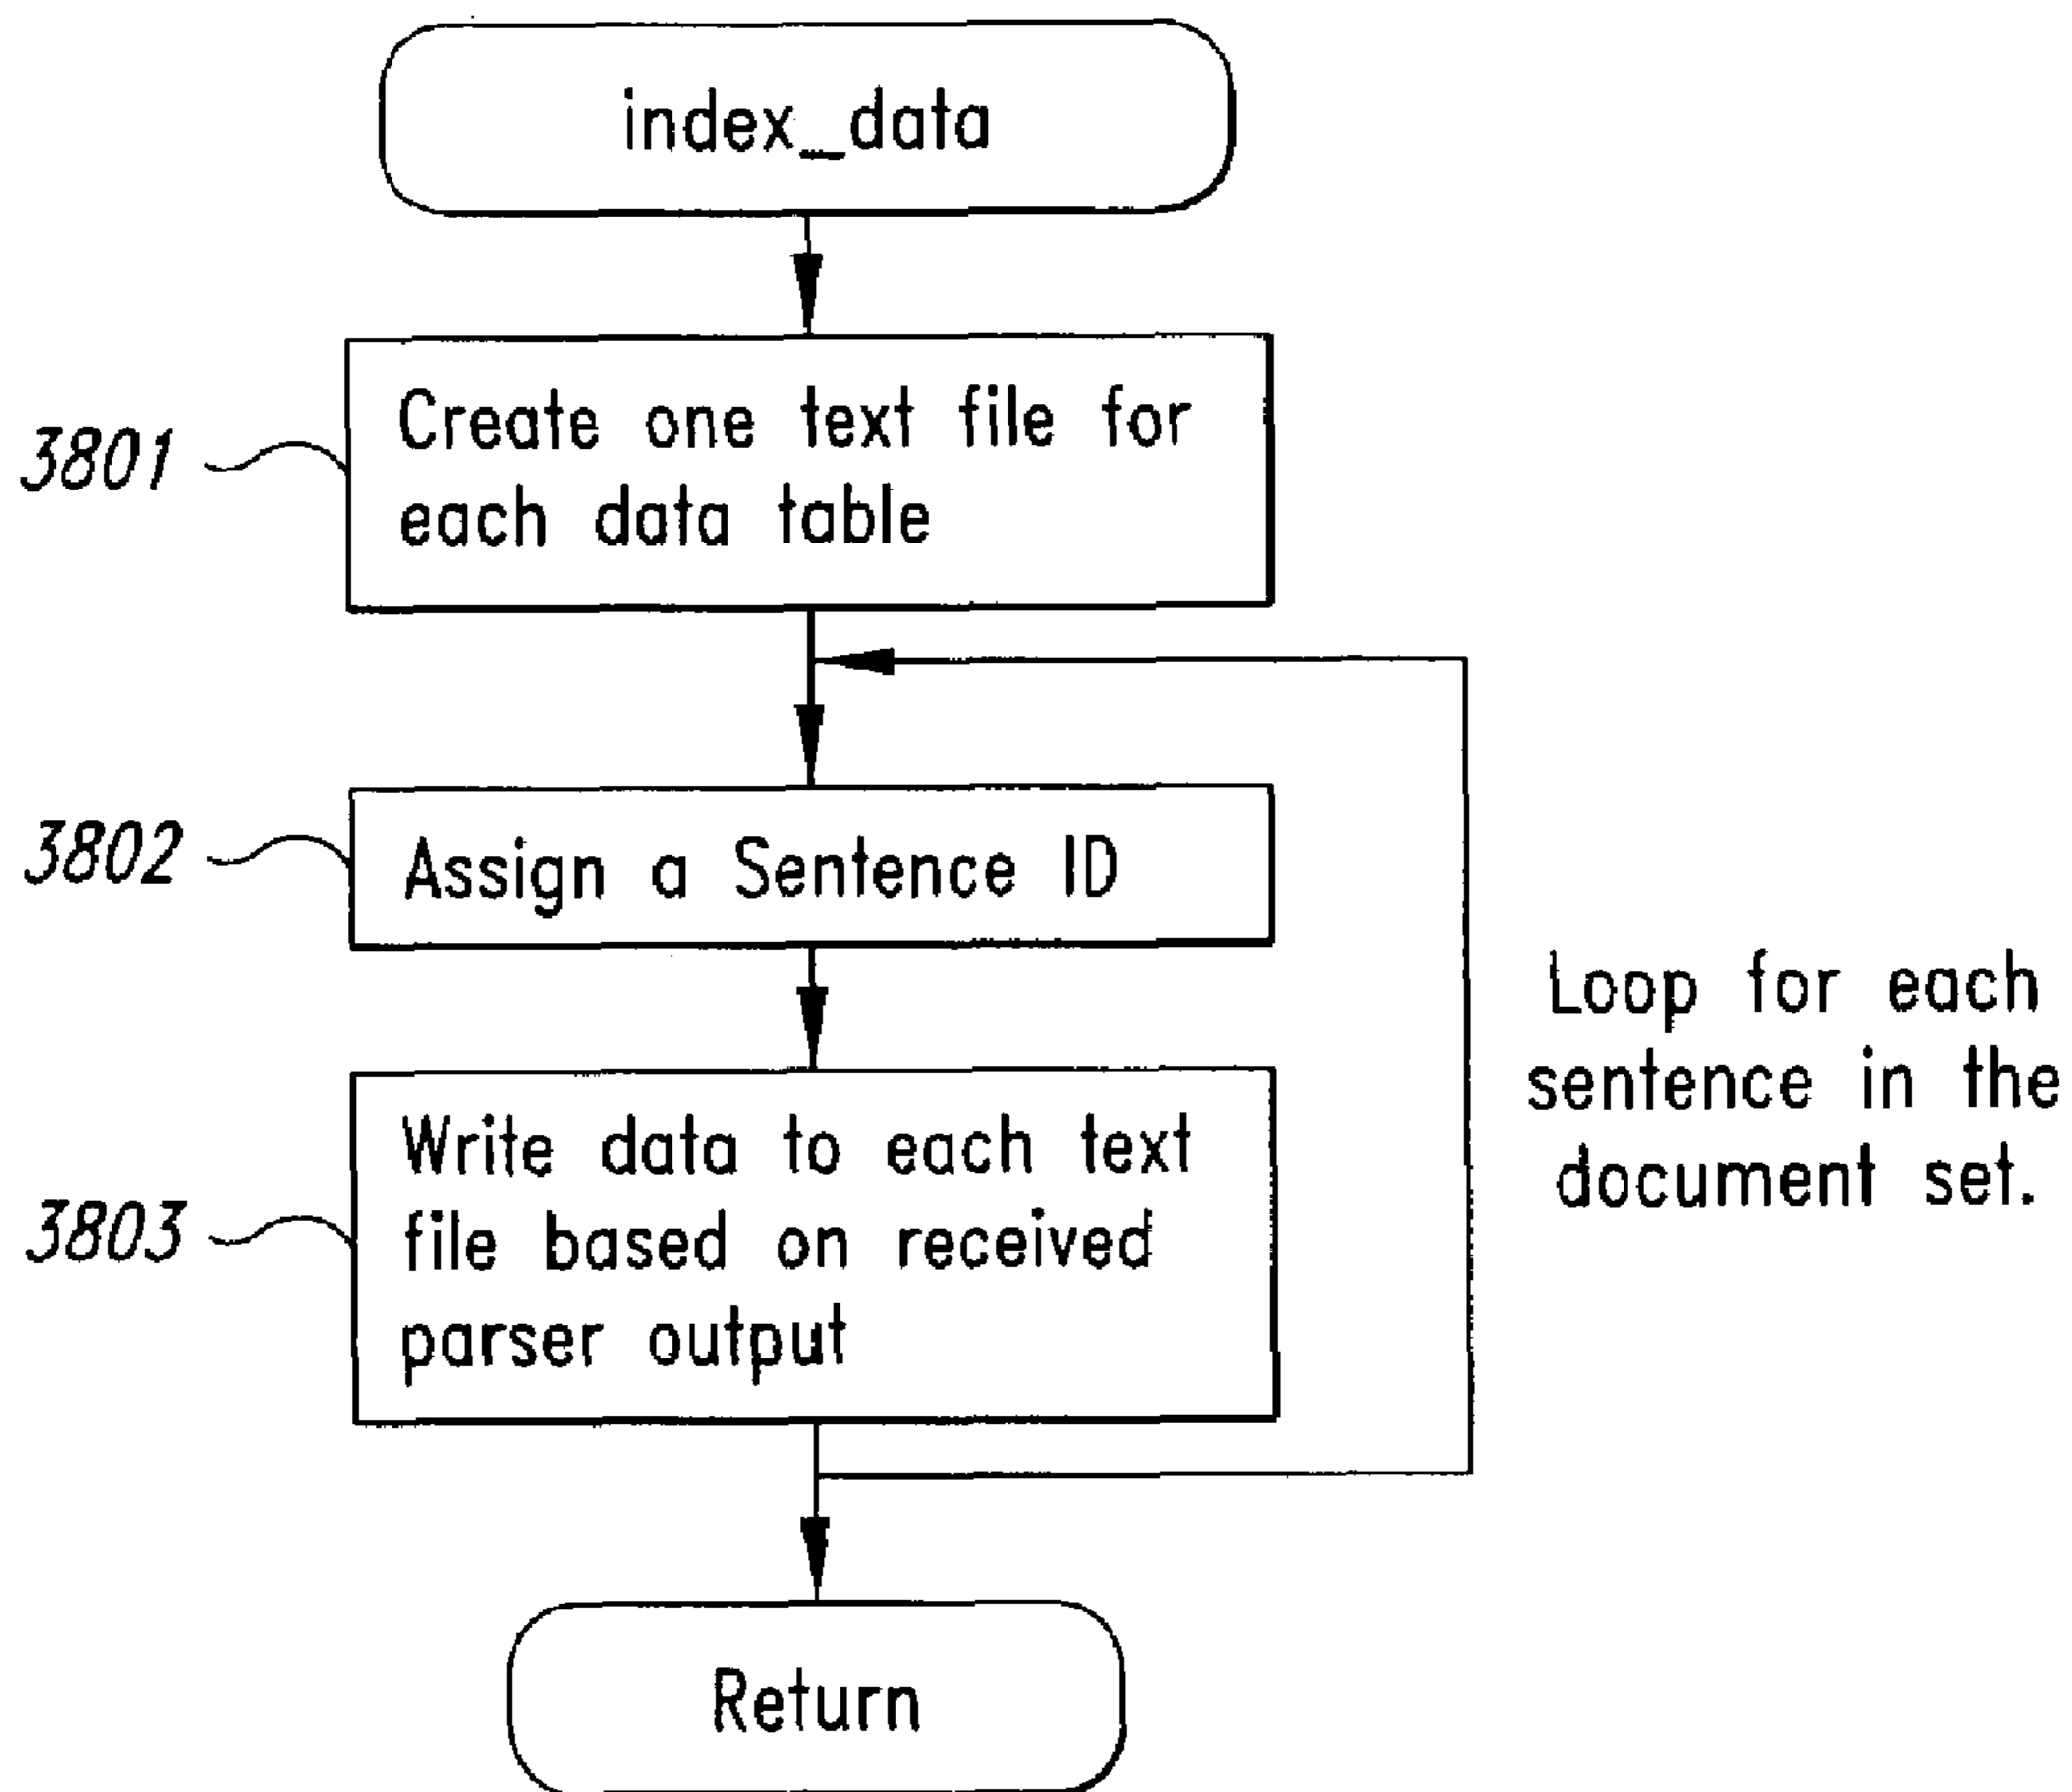 index_data
3801
Create one text file for
each data table
3802
Assign a Sentence ID
Loop for each
sentence in the
document set.
3803
Write data to each text
file based on received
parser output
Return